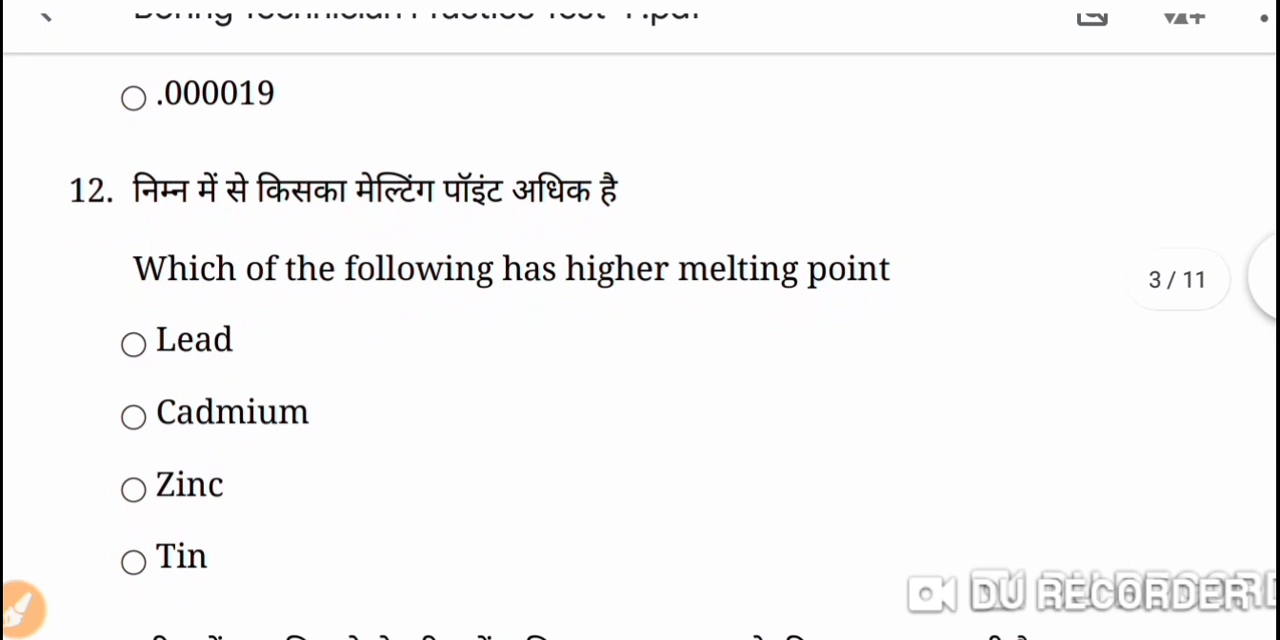 .000019
12. निम्न में से किसका मेल्टिंग पॉइंट अधिक है
Which of the following has higher melting point
3 / 11
Lead
Cadmium
Zinc
Tin
DU RECORDER